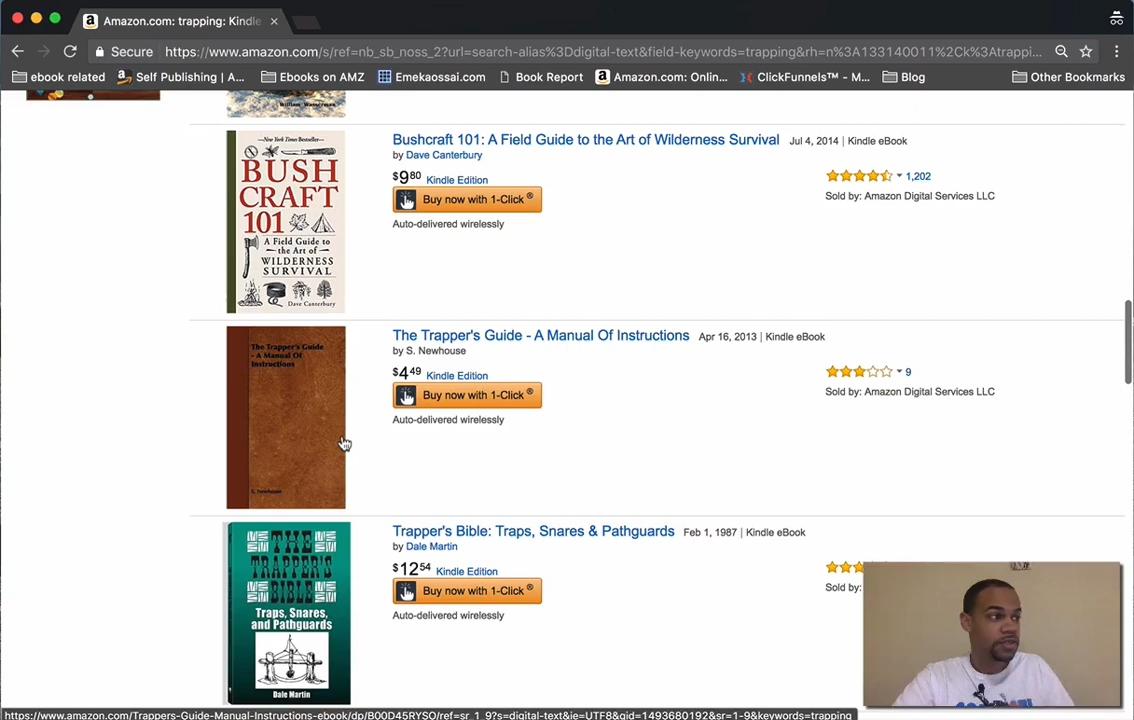 Amazon.com: trapping: Kindle
Secure https://www.amazon.com/s/ref=nb_sb_noss_2?url=search-alias%3Ddigital-text&field-keywords=trapping&rh=n%3A133140011%2Ck%3Atrappi...
ebook related Self Publishing | A... Ebooks on AMZ Emekaossai.com Book Report Amazon.com: Onlin... ClickFunnels™ - M... Blog Other Bookmarks
William Wasserman
Bushcraft 101: A Field Guide to the Art of Wilderness Survival Jul 4, 2014 | Kindle eBook
by Dave Canterbury
$9 80 Kindle Edition
Buy now with 1-Click ®
Auto-delivered wirelessly
1,202
Sold by: Amazon Digital Services LLC
New York Times Bestseller
BUSH
CRAFT
101
A Field Guide to
the Art of
WILDERNESS
SURVIVAL
Dave Canterbury
The Trapper's Guide - A Manual Of Instructions Apr 16, 2013 | Kindle eBook
by S. Newhouse
$4 49 Kindle Edition
Buy now with 1-Click ®
Auto-delivered wirelessly
9
Sold by: Amazon Digital Services LLC
The Trapper's Guide
- A Manual Of
Instructions
S. Newhouse
Trapper's Bible: Traps, Snares & Pathguards Feb 1, 1987 | Kindle eBook
by Dale Martin
$12 54 Kindle Edition
Buy now with 1-Click ®
Auto-delivered wirelessly
Sold by:
THE
TRAPPER'S
BIBLE
Traps, Snares,
and Pathguards
Dale Martin
https://www.amazon.com/Trappers-Guide-Manual-Instructions-ebook/dp/B00D45RYSO/ref=sr_1_9?s=digital-text&ie=UTF8&qid=1493680192&sr=1-9&keywords=trapping